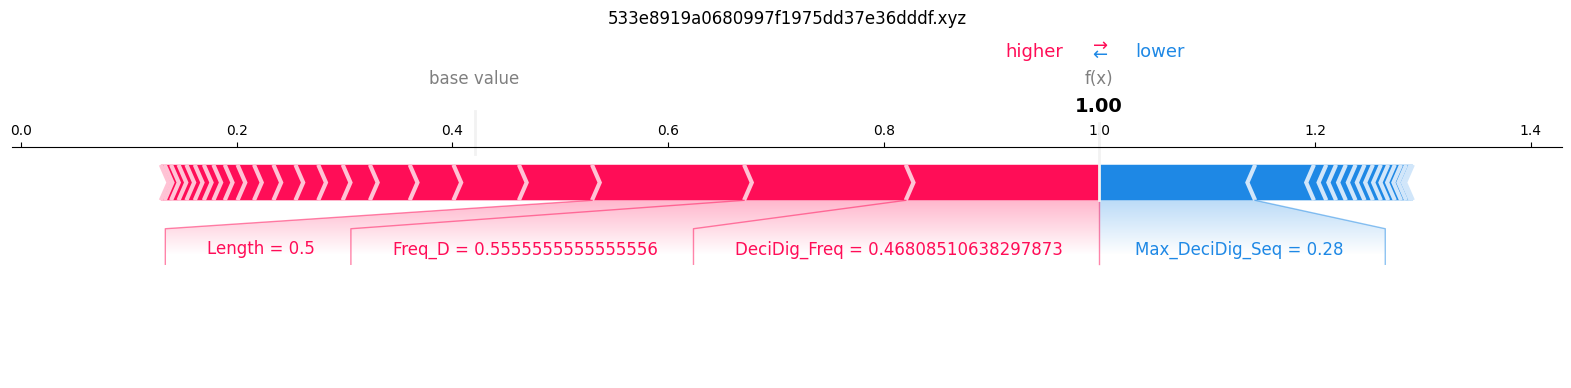 533e8919a0680997f1975dd37e36dddf.xyz
higher → ← lower
base value f(x)
1.00
0.0 0.2 0.4 0.6 0.8 1.0 1.2 1.4
Length = 0.5 Freq_D = 0.5555555555555556 DeciDig_Freq = 0.46808510638297873 Max_DeciDig_Seq = 0.28